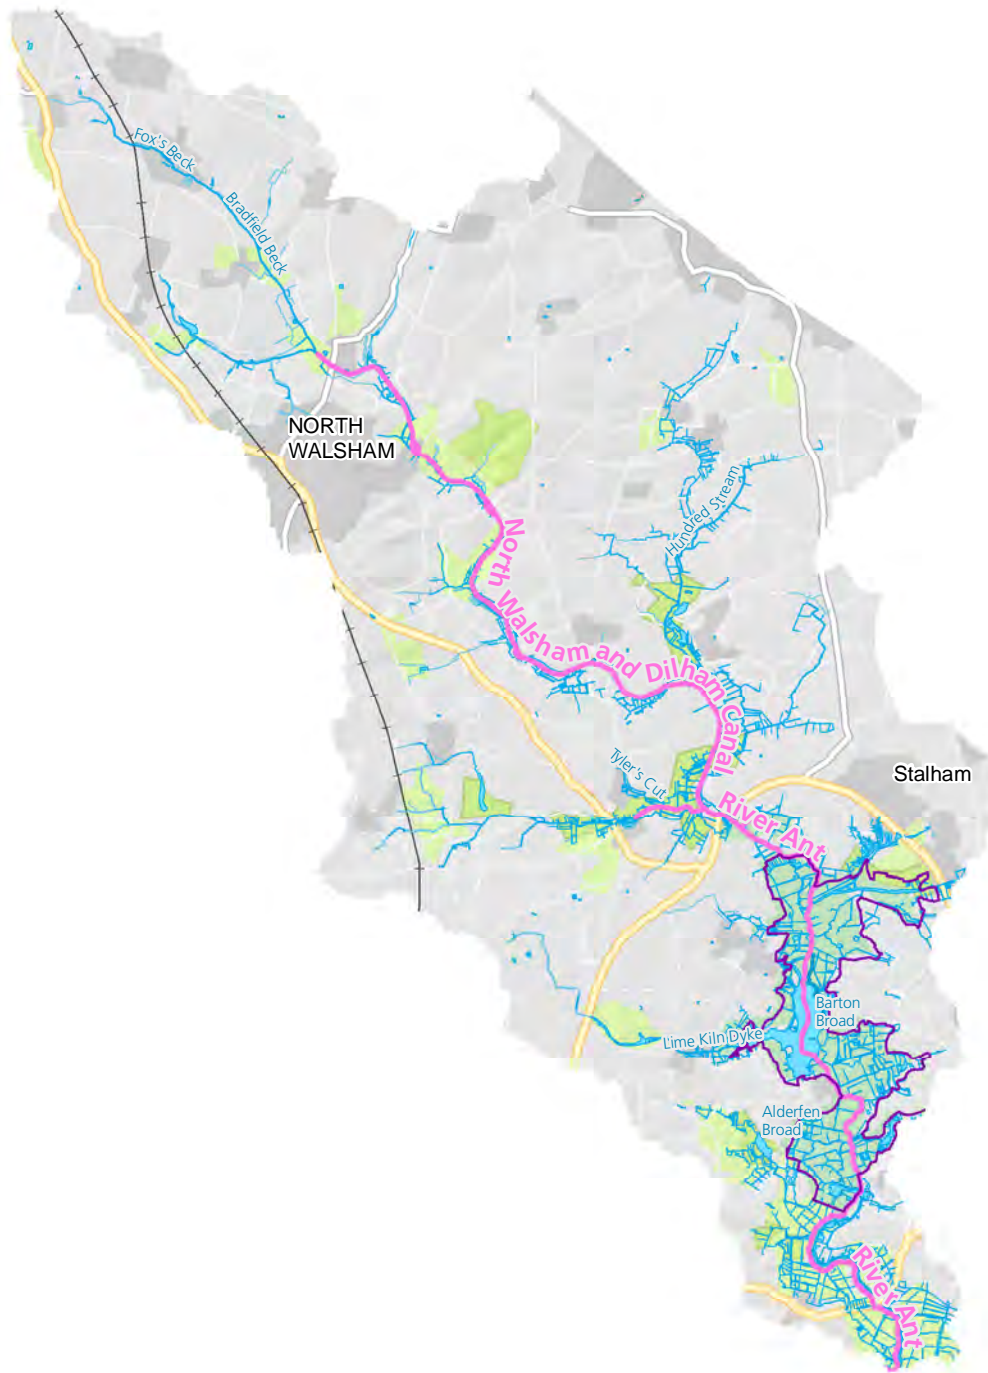 Fox's Beck
Bradfield Beck
NORTH
WALSHAM
Hundred Stream
North Walsham and Dilham Canal
Tyler's Cut
Stalham
River Ant
Barton
Broad
Lime Kiln Dyke
Alderfen
Broad
River Ant